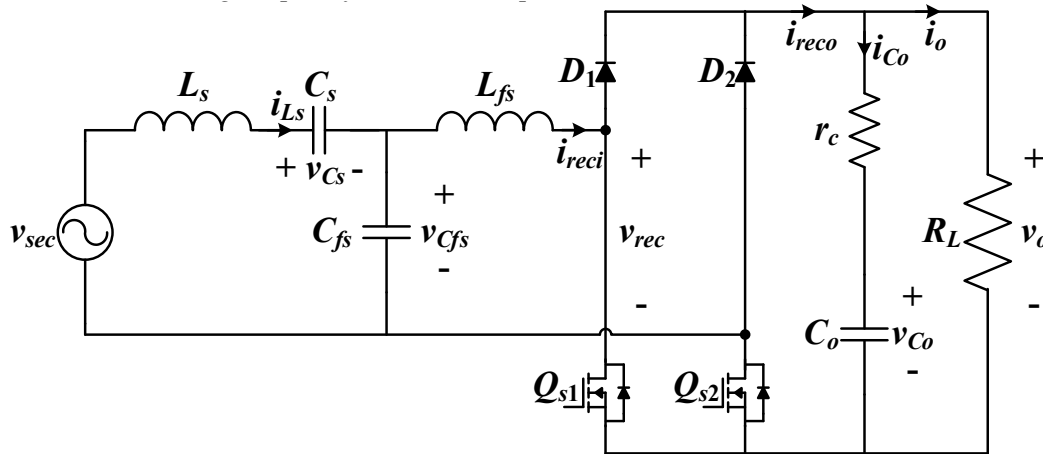 i_reco
i_o
i_Co
D_1
D_2
L_s
C_s
L_fs
i_Ls
r_c
+ v_Cs -
i_reci
+
+
+
v_sec
C_fs
v_Cfs
v_rec
R_L
v_o
-
-
-
+
C_o
v_Co
-
Q_s1
Q_s2